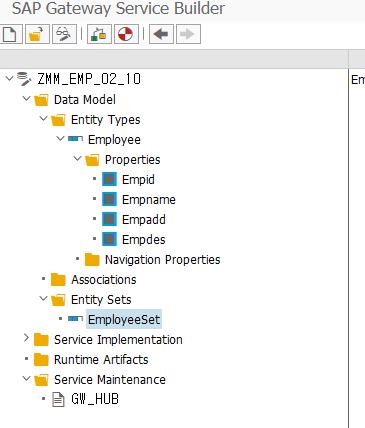 SAP Gateway Service Builder
ZMM_EMP_02_10
Em
Data Model
Entity Types
Employee
Properties
Empid
Empname
Empadd
Empdes
Navigation Properties
Associations
Entity Sets
EmployeeSet
Service Implementation
Runtime Artifacts
Service Maintenance
GW_HUB